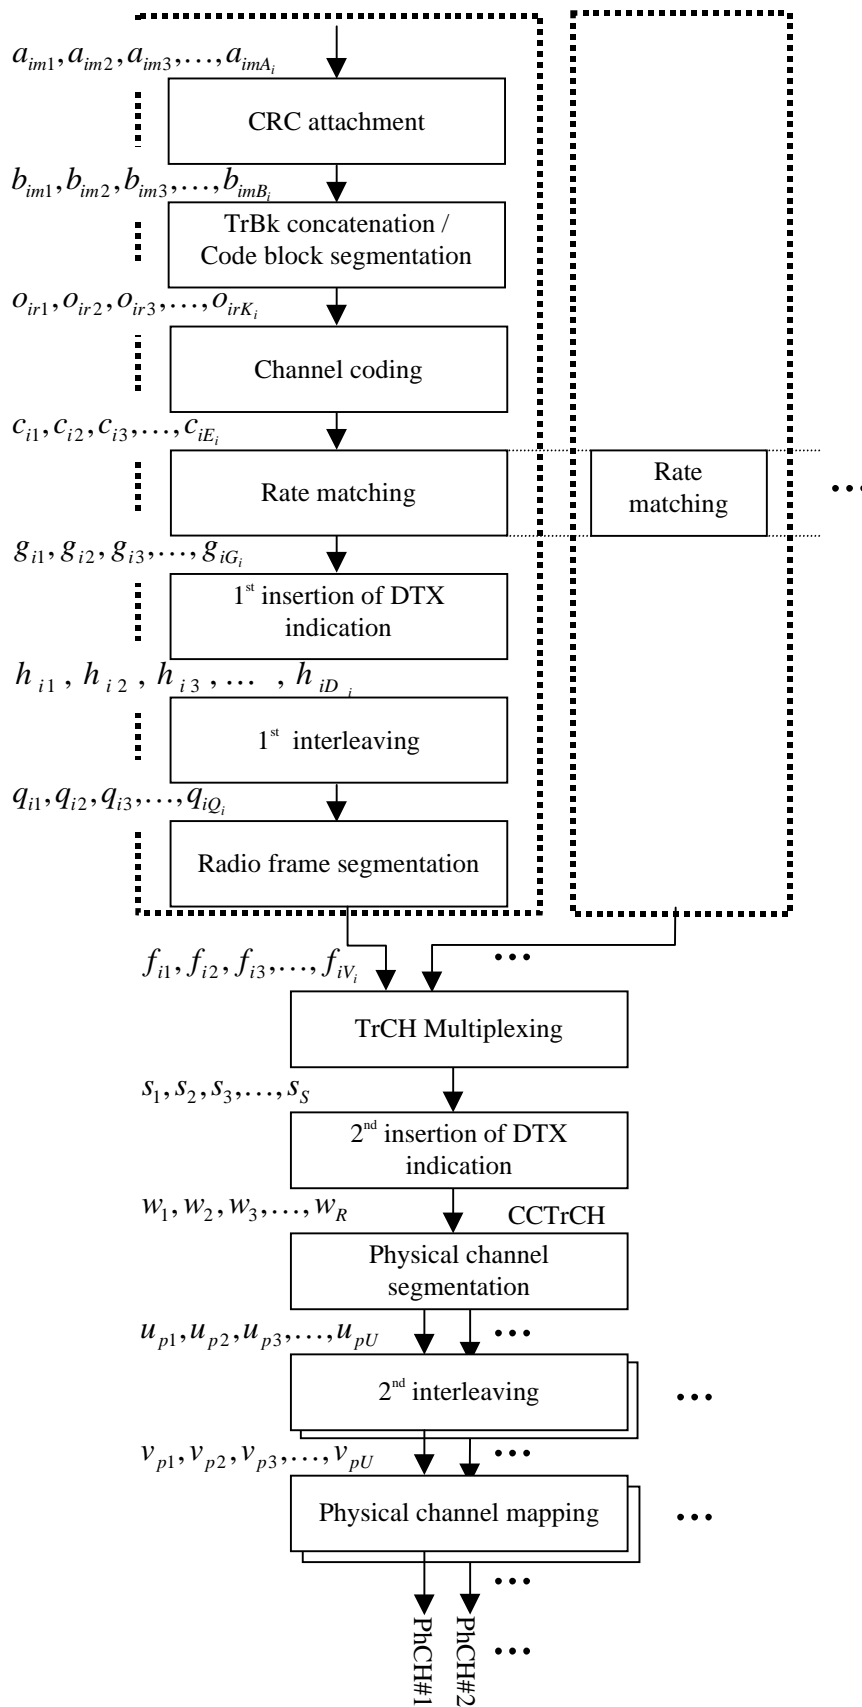 a_{im1}, a_{im2}, a_{im3}, …, a_{imA_i}
CRC attachment
b_{im1}, b_{im2}, b_{im3}, …, b_{imB_i}
TrBk concatenation /
Code block segmentation
o_{ir1}, o_{ir2}, o_{ir3}, …, o_{irK_i}
Channel coding
c_{i1}, c_{i2}, c_{i3}, …, c_{iE_i}
Rate matching
Rate
matching
…
g_{i1}, g_{i2}, g_{i3}, …, g_{iG_i}
1st insertion of DTX
indication
h_{i1}, h_{i2}, h_{i3}, …, h_{iD_i}
1st interleaving
q_{i1}, q_{i2}, q_{i3}, …, q_{iQ_i}
Radio frame segmentation
f_{i1}, f_{i2}, f_{i3}, …, f_{iV_i}
…
TrCH Multiplexing
s_1, s_2, s_3, …, s_S
2nd insertion of DTX
indication
w_1, w_2, w_3, …, w_R
CCTrCH
Physical channel
segmentation
u_{p1}, u_{p2}, u_{p3}, …, u_{pU}
…
2nd interleaving
…
v_{p1}, v_{p2}, v_{p3}, …, v_{pU}
…
Physical channel mapping
…
…
PhCH#1
PhCH#2
…